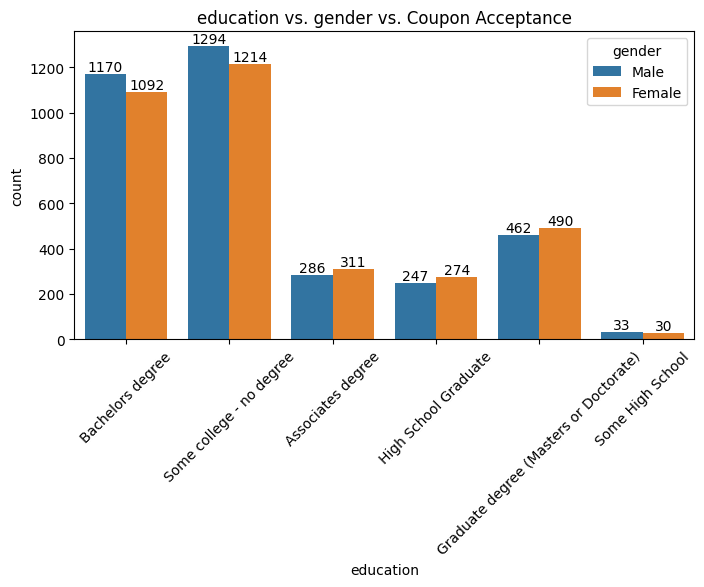 education vs. gender vs. Coupon Acceptance
count
1200
1000
800
600
400
200
0
1170
1092
1294
1214
286
311
247
274
462
490
33
30
gender
Male
Female
Bachelors degree
Some college - no degree
Associates degree
High School Graduate
Graduate degree (Masters or Doctorate)
Some High School
education